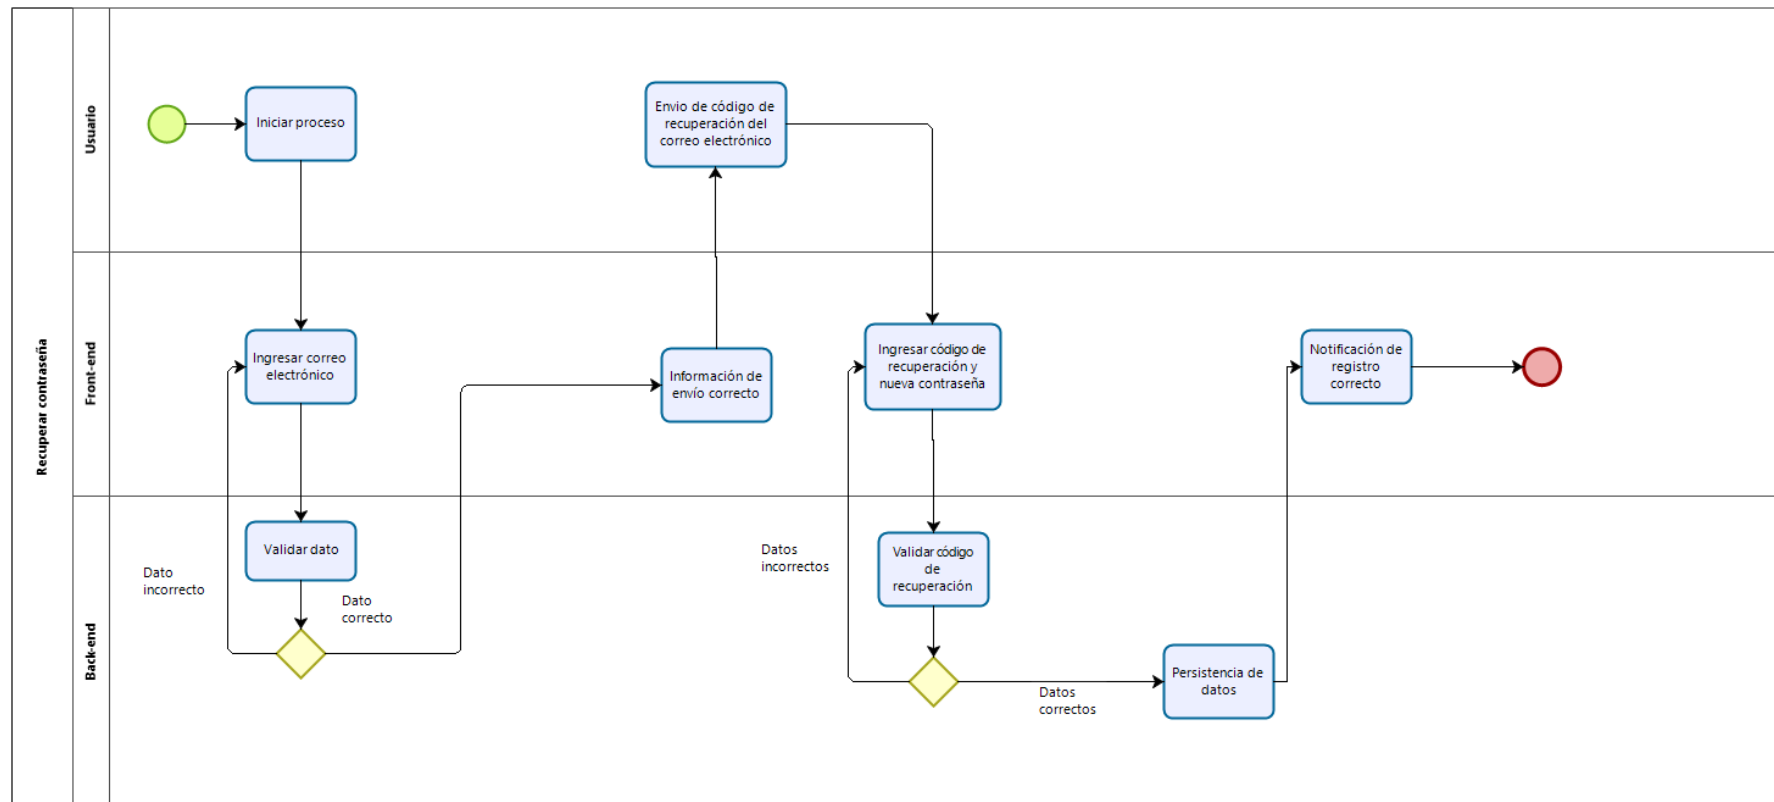 Recuperar contraseña
Usuario
Iniciar proceso
Envio de código de
recuperación del
correo electrónico
Front-end
Ingresar correo
electrónico
Información de
envío correcto
Ingresar código de
recuperación y
nueva contraseña
Notificación de
registro
correcto
Back-end
Validar dato
Dato
incorrecto
Dato
correcto
Datos
incorrectos
Validar código
de
recuperación
Datos
correctos
Persistencia de
datos